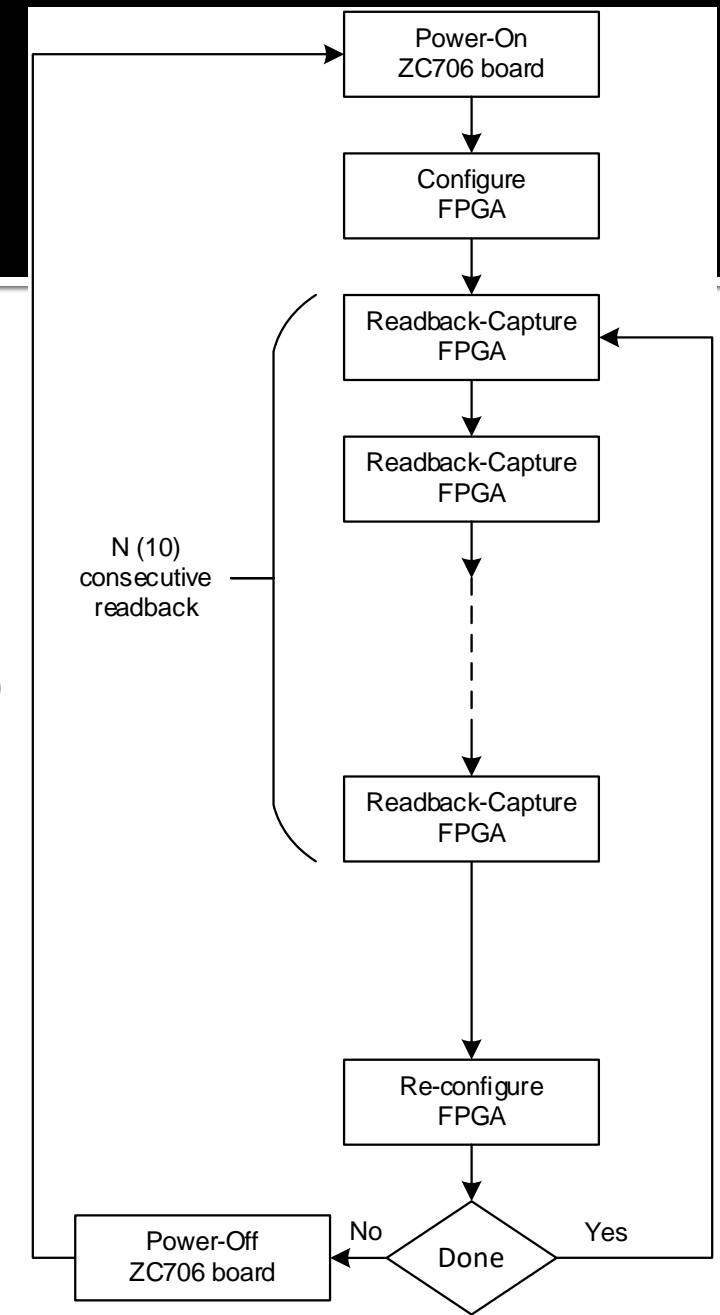 Power-On
ZC706 board
Configure
FPGA
Readback-Capture
FPGA
Readback-Capture
FPGA
N (10)
consecutive
readback
)
Readback-Capture
FPGA
Re-configure
FPGA
Power-Off
ZC706 board
No
Done
Yes